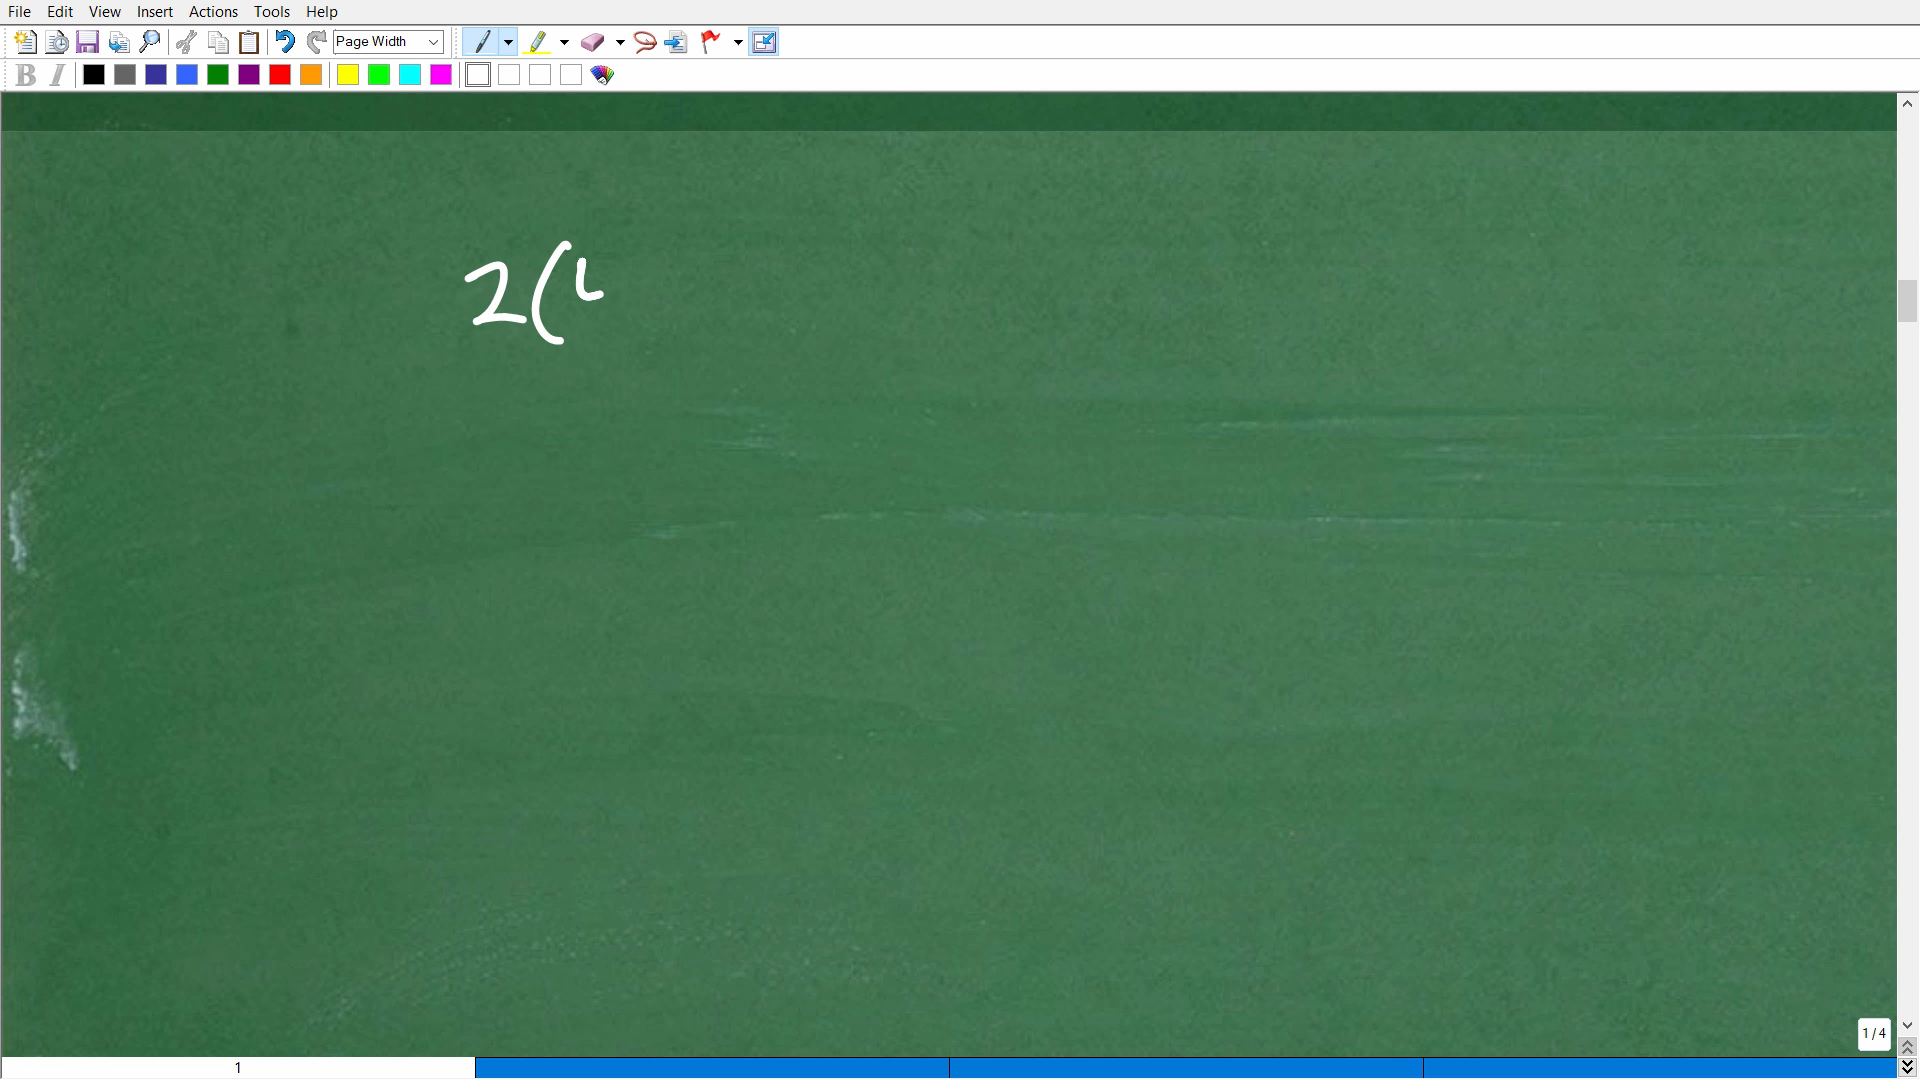 File Edit View Insert Actions Tools Help
Page Width
B I
2(
1 / 4
1